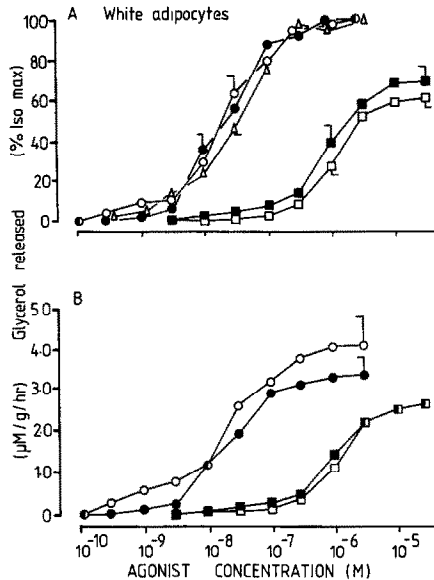 A White adipocytes
(% Iso max)
100
80
60
40
20
0
Glycerol released
B
(µM/g/hr)
5.0
4.0
3.0
2.0
1.0
0
10⁻¹⁰ 10⁻⁹ 10⁻⁸ 10⁻⁷ 10⁻⁶ 10⁻⁵
AGONIST CONCENTRATION (M)